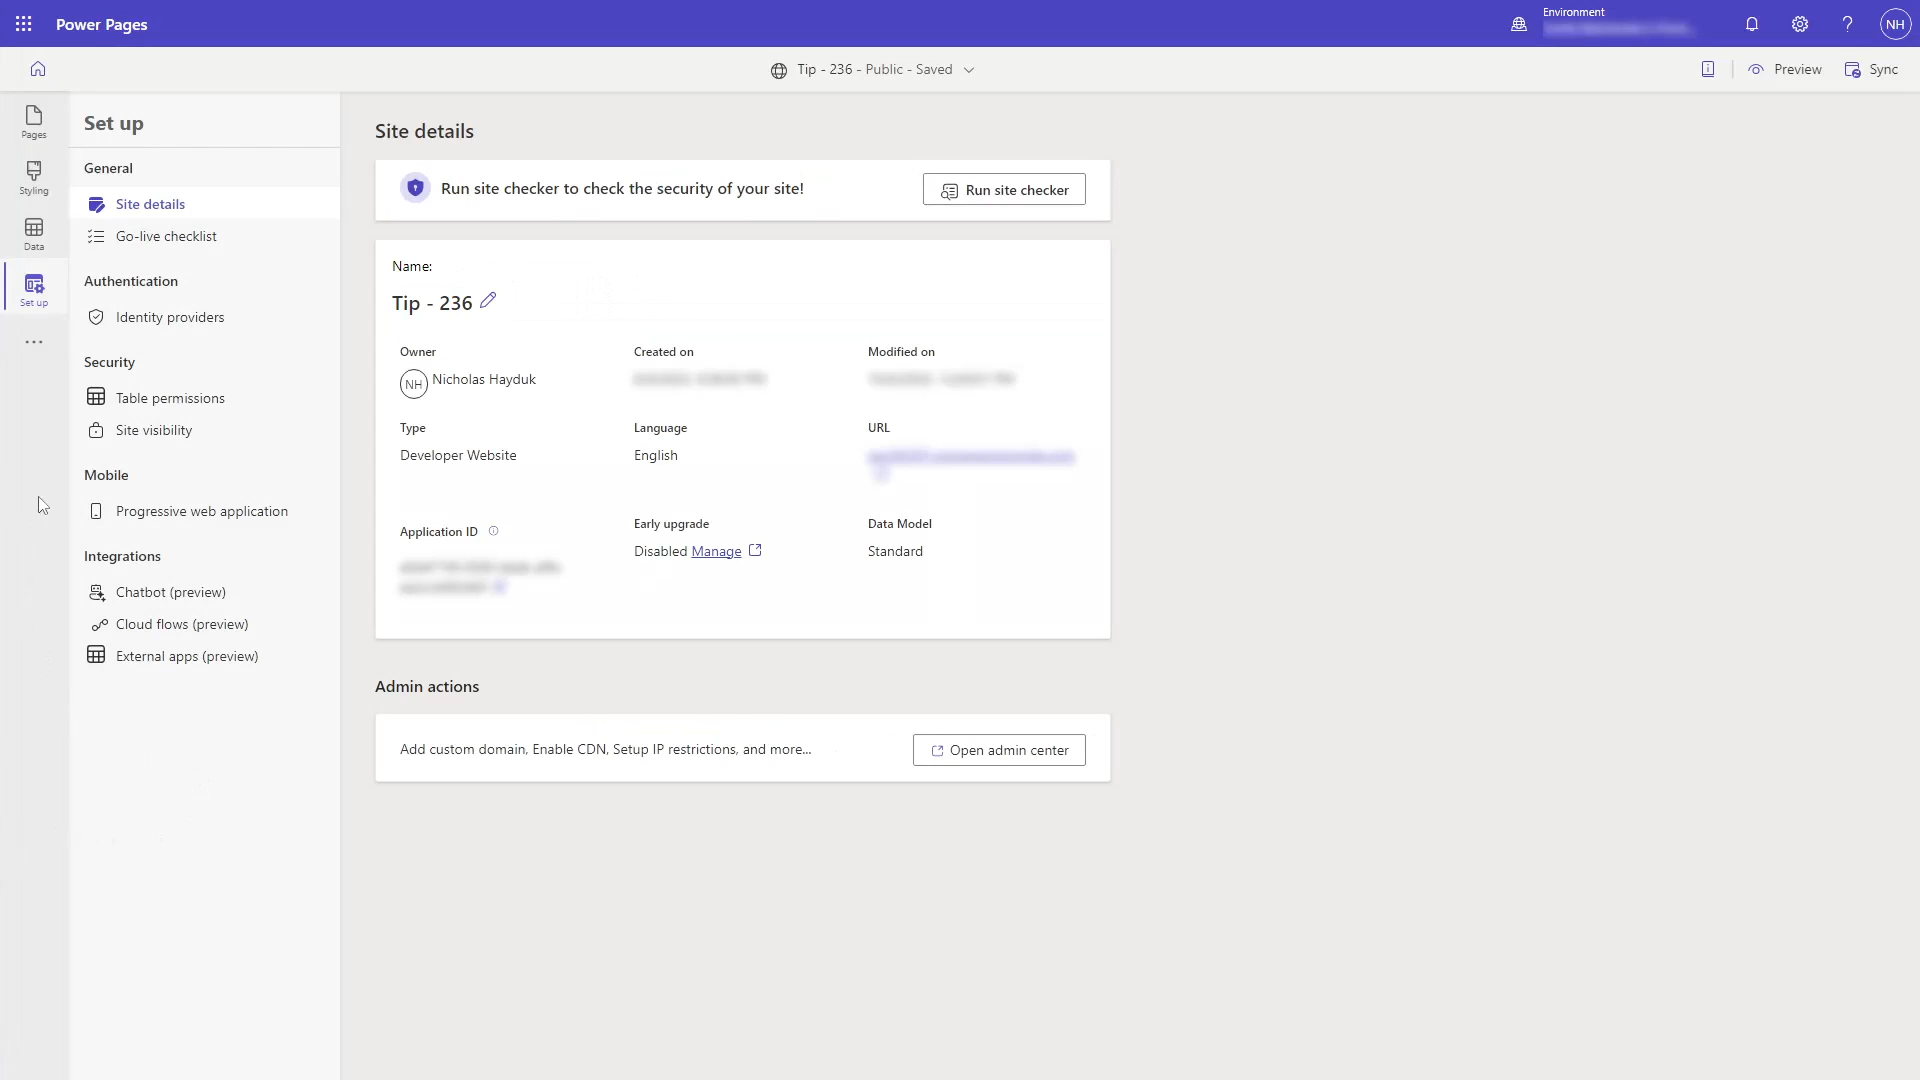 Power Pages
Environment
NH
Tip - 236 - Public - Saved
Preview
Sync
Pages
Styling
Data
Set up
Set up
General
Site details
Go-live checklist
Authentication
Identity providers
Security
Table permissions
Site visibility
Mobile
Progressive web application
Integrations
Chatbot (preview)
Cloud flows (preview)
External apps (preview)
Site details
Run site checker to check the security of your site!
Run site checker
Name:
Tip - 236
Owner
NH
Nicholas Hayduk
Created on
Modified on
Type
Developer Website
Language
English
URL
Application ID
Early upgrade
Disabled Manage
Data Model
Standard
Admin actions
Add custom domain, Enable CDN, Setup IP restrictions, and more...
Open admin center